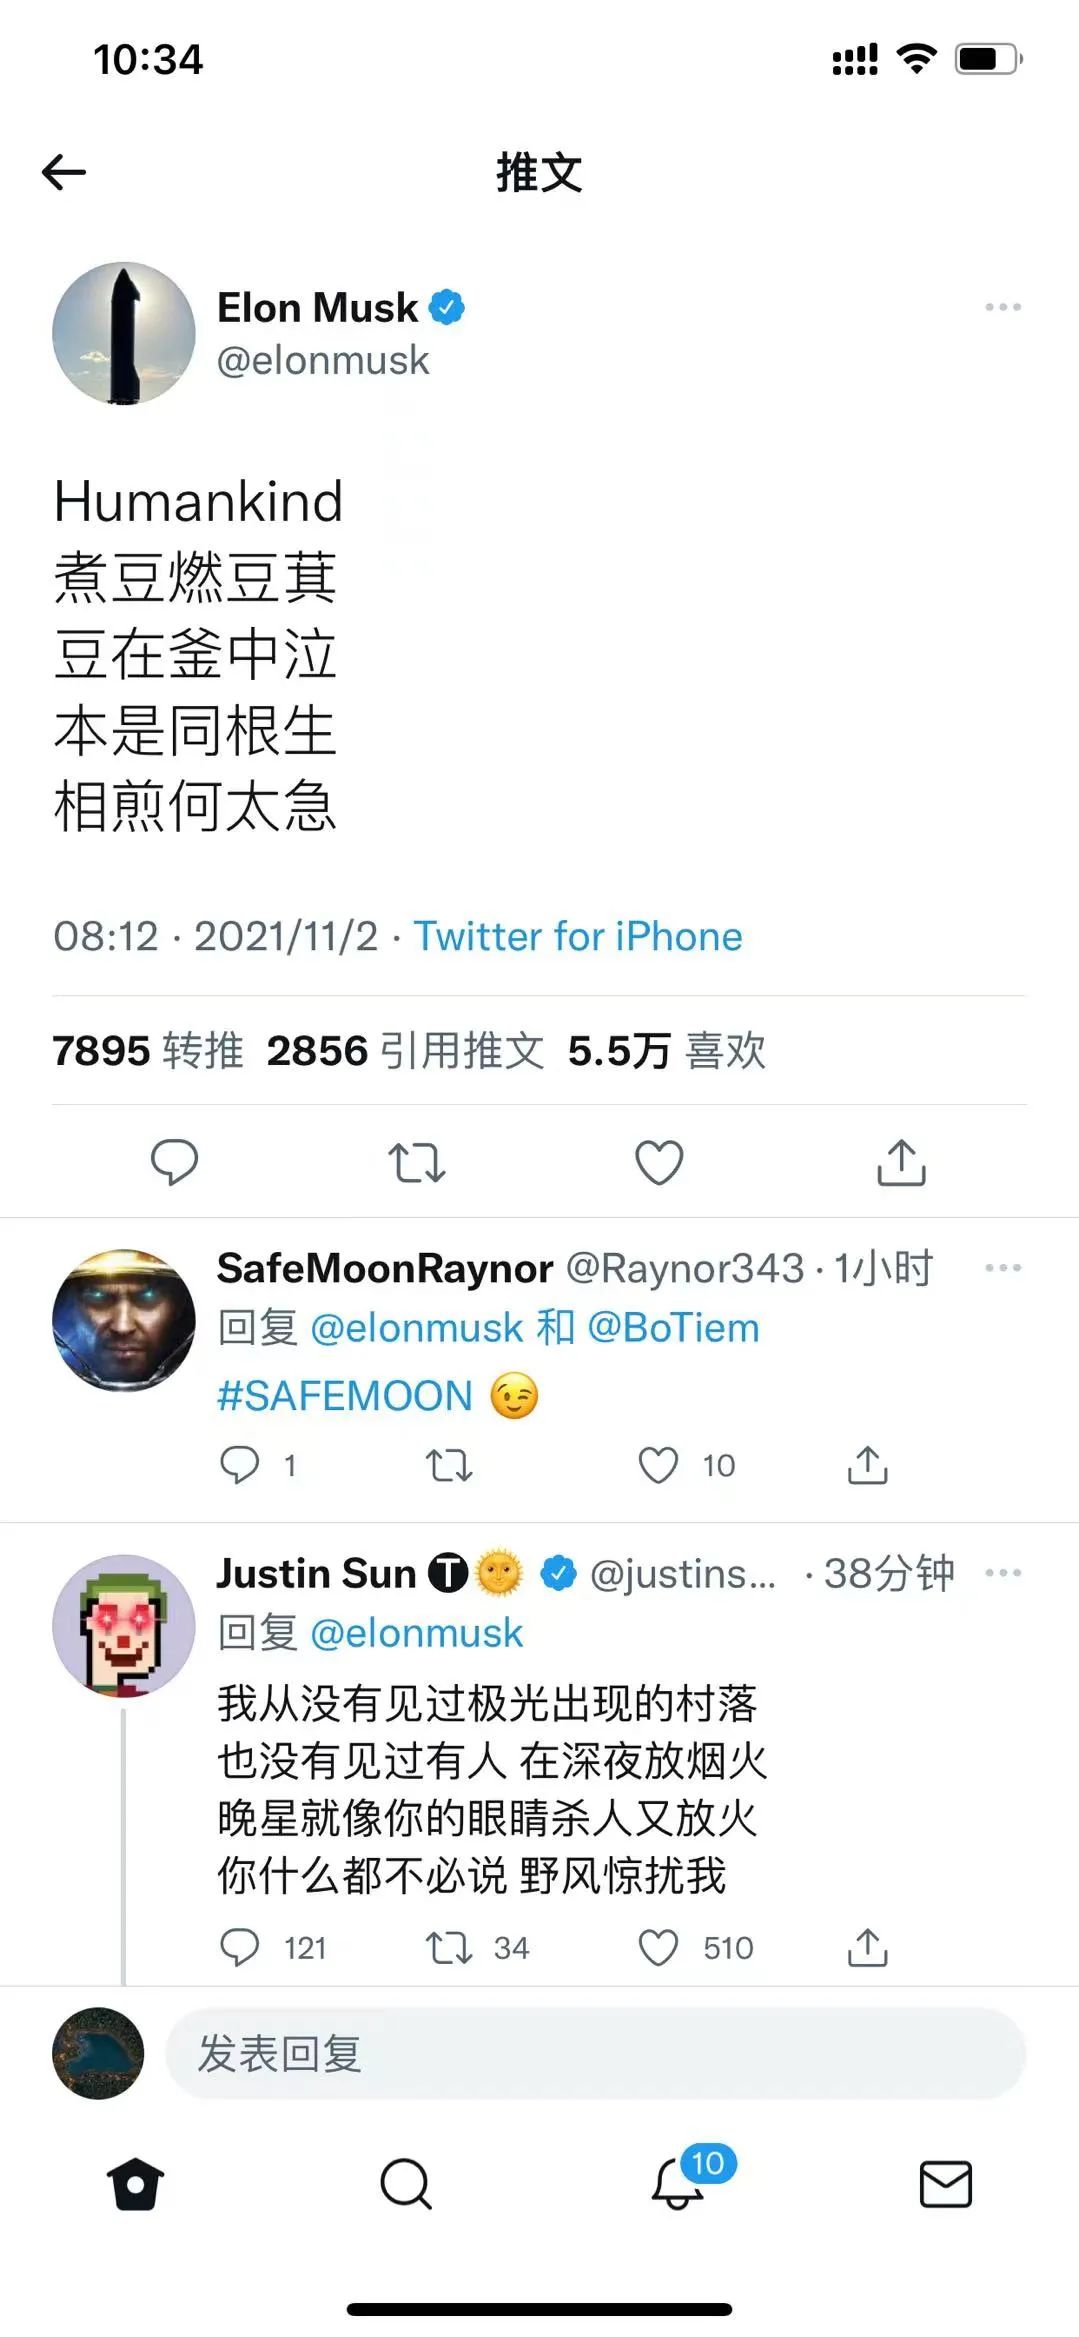 10:34
推文
Elon Musk
@elonmusk
Humankind
煮豆燃豆萁
豆在釜中泣
本是同根生
相煎何太急
08:12 · 2021/11/2 · Twitter for iPhone
7895 转推 2856 引用推文 5.5万 喜欢
SafeMoonRaynor @Raynor343 · 1小时
回复 @elonmusk 和 @BoTiem
#SAFEMOON 😉
1 10
Justin Sun T🌞 @justins... · 38分钟
回复 @elonmusk
我从没有见过极光出现的村落
也没有见过有人 在深夜放烟火
晚星就像你的眼睛杀人又放火
你什么都不必说 野风惊扰我
121 34 510
发表回复
10